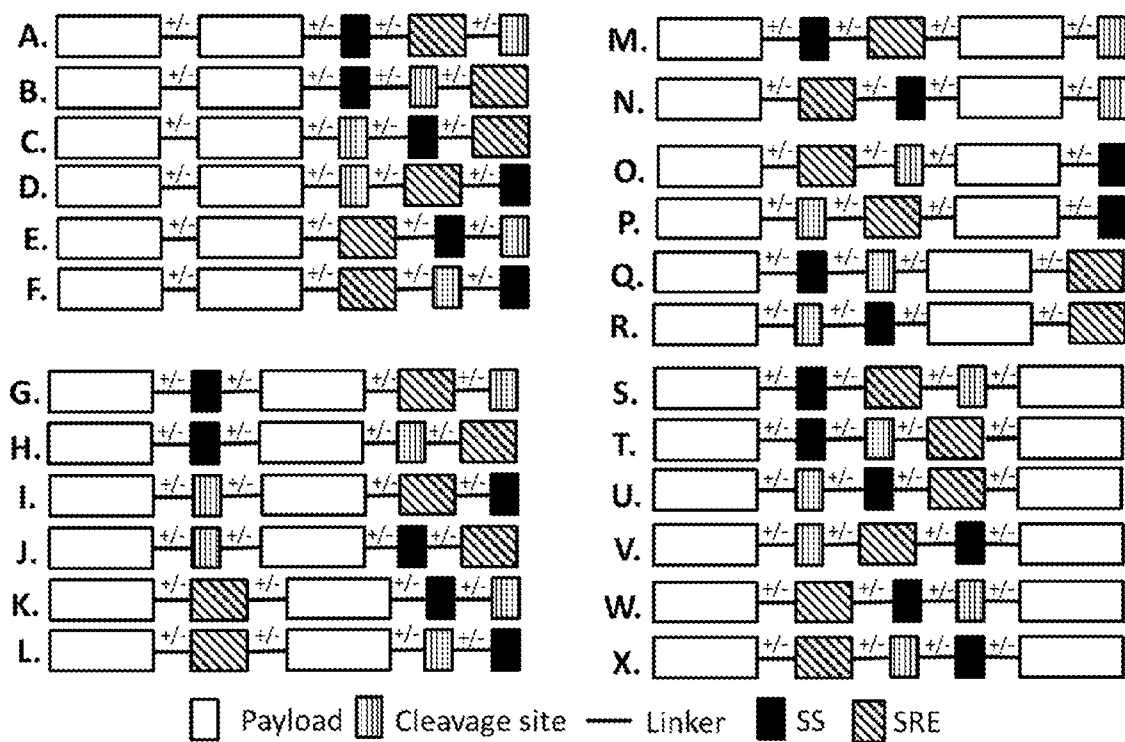 A. +/- +/- +/- +/-
B. +/- +/- +/- +/-
C. +/- +/- +/- +/-
D. +/- +/- +/- +/-
E. +/- +/- +/- +/-
F. +/- +/- +/- +/-
G. +/- +/- +/- +/-
H. +/- +/- +/- +/-
I. +/- +/- +/- +/-
J. +/- +/- +/- +/-
K. +/- +/- +/- +/-
L. +/- +/- +/- +/-
M. +/- +/- +/- +/-
N. +/- +/- +/- +/-
O. +/- +/- +/- +/-
P. +/- +/- +/- +/-
Q. +/- +/- +/- +/-
R. +/- +/- +/- +/-
S. +/- +/- +/- +/-
T. +/- +/- +/- +/-
U. +/- +/- +/- +/-
V. +/- +/- +/- +/-
W. +/- +/- +/- +/-
X. +/- +/- +/- +/-
Payload Cleavage site Linker SS SRE